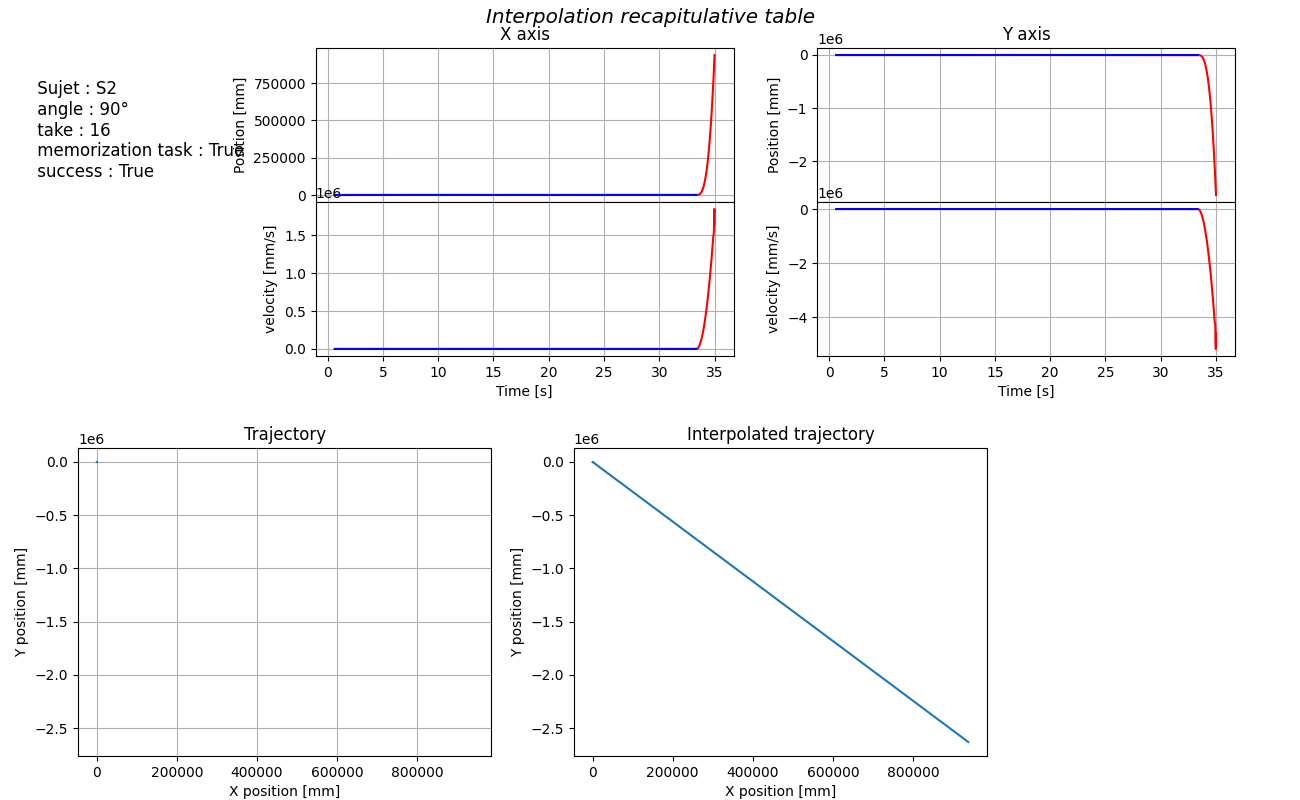 Interpolation recapitulative table
X axis
Y axis
Sujet : S2
angle : 90°
take : 16
memorization task : True
success : True
Position [mm]
750000
500000
250000
0
1e6
Position [mm]
0
−1
−2
1e6
velocity [mm/s]
1.5
1.0
0.5
0.0
0 5 10 15 20 25 30 35
Time [s]
1e6
velocity [mm/s]
0
−2
−4
0 5 10 15 20 25 30 35
Time [s]
Trajectory
1e6
Y position [mm]
0.0
−0.5
−1.0
−1.5
−2.0
−2.5
0 200000 400000 600000 800000
X position [mm]
Interpolated trajectory
1e6
Y position [mm]
0.0
−0.5
−1.0
−1.5
−2.0
−2.5
0 200000 400000 600000 800000
X position [mm]